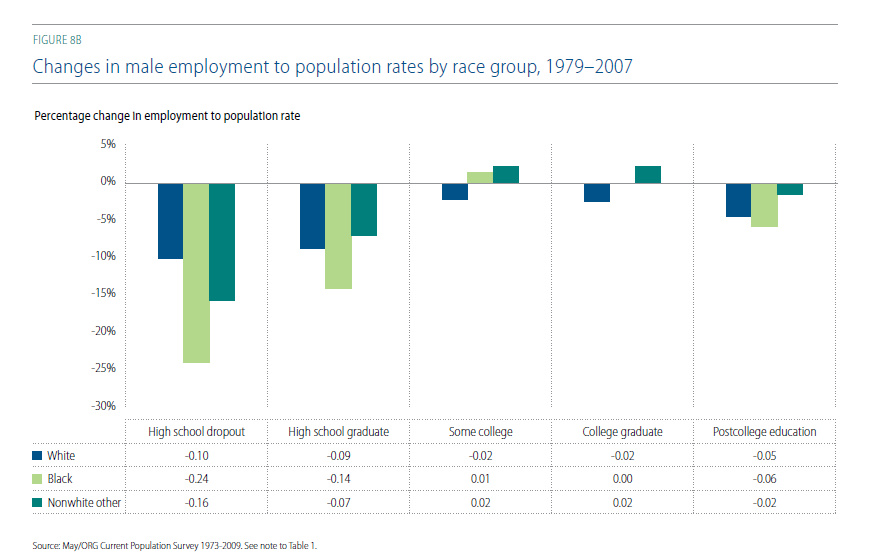 FIGURE 8B
Changes in male employment to population rates by race group, 1979–2007
Percentage change in employment to population rate
5%
0%
-5%
-10%
-15%
-20%
-25%
-30%
High school dropout High school graduate Some college College graduate Postcollege education
White -0.10 -0.09 -0.02 -0.02 -0.05
Black -0.24 -0.14 0.01 0.00 -0.06
Nonwhite other -0.16 -0.07 0.02 0.02 -0.02
Source: May/ORG Current Population Survey 1973-2009. See note to Table 1.